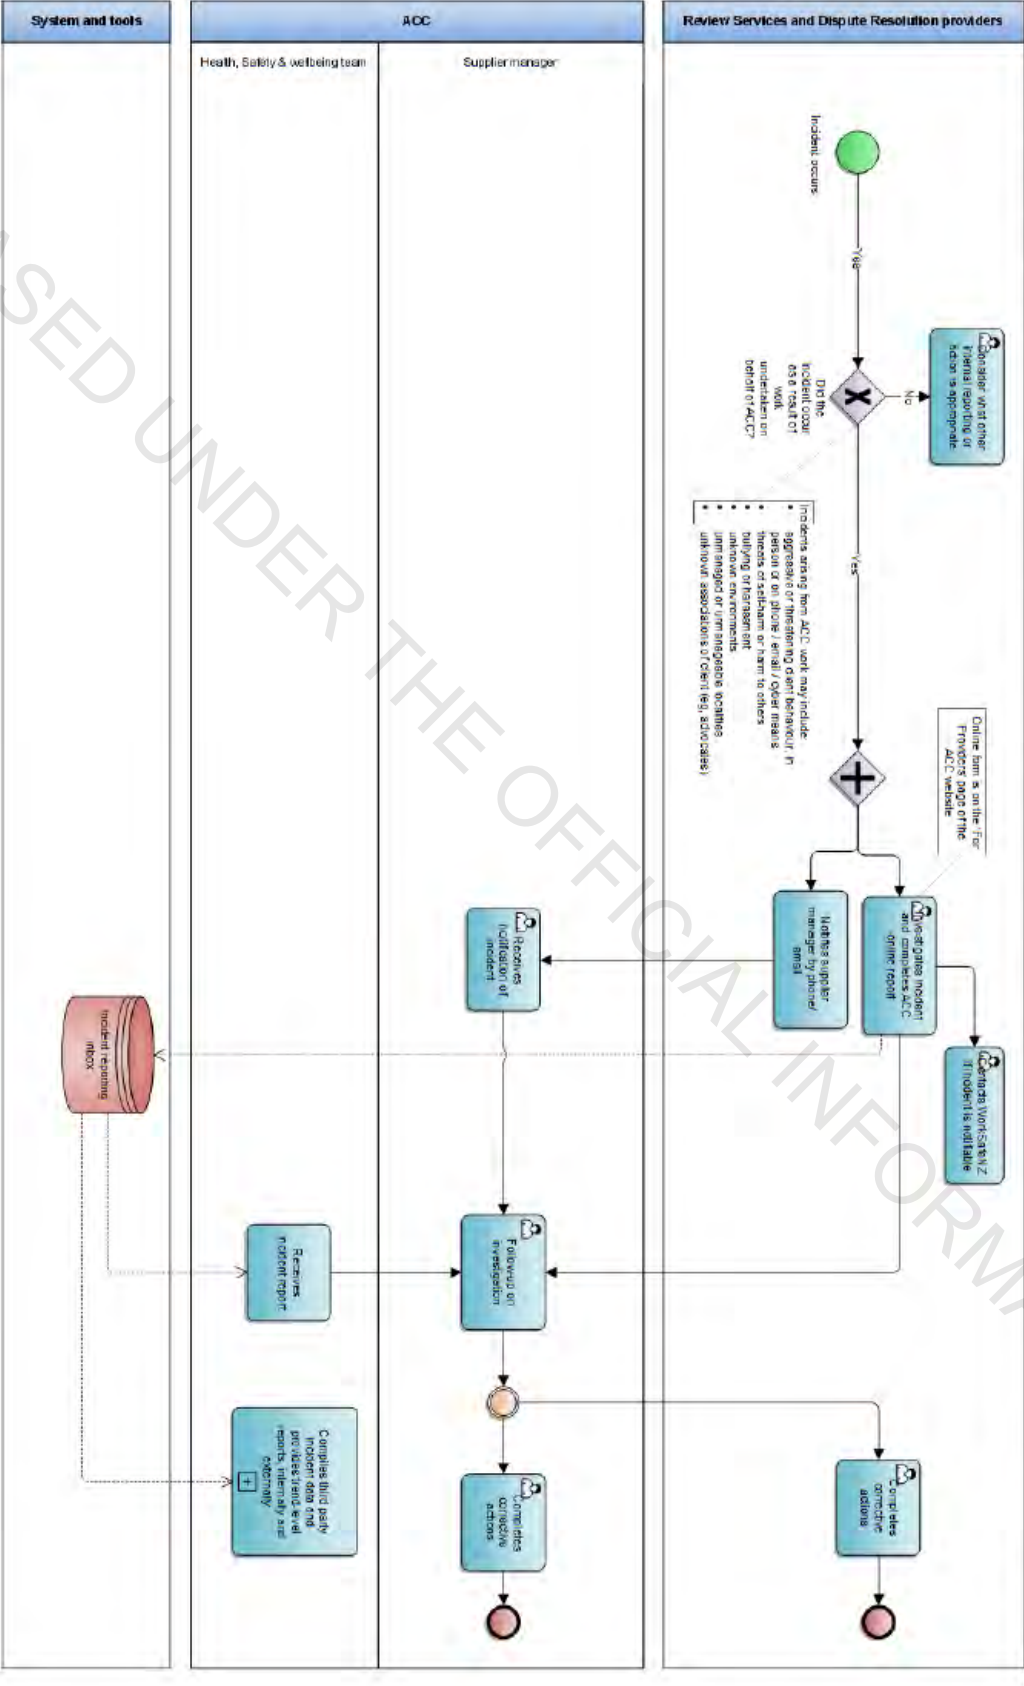 System and tools
ACC
Review Services and Dispute Resolution providers
Health, Safety & wellbeing team
Supplier manager
Incident occurs
Yes
Did the
incident occur
as a result of
work
undertaken on
behalf of ACC?
No
Consider what other
internal reporting or
action is appropriate
Yes
Incidents arising from ACC work may include:
• aggressive or threatening client behaviour, in
person or on phone / email / cyber means
• threats of self-harm or harm to others
• bullying or harassment
• unknown environments
• unmanaged or unmanageable localities
• unknown associations of client (eg, advocates)
Online form is on the 'For
Providers' page of the
ACC website
Investigates incident
and completes ACC
online report
Notifies supplier
manager by phone/
email
Contacts WorkSafe NZ
if incident is notifiable
Receives
notification of
incident
Incident reporting
inbox
Receives
incident report
Follow-up on
investigation
Compiles third party
incident data and
provides trend-level
reports, internally and
externally
Completes
corrective
actions
Completes
corrective
actions
ASED UNDER THE OFFICIAL INFORMA